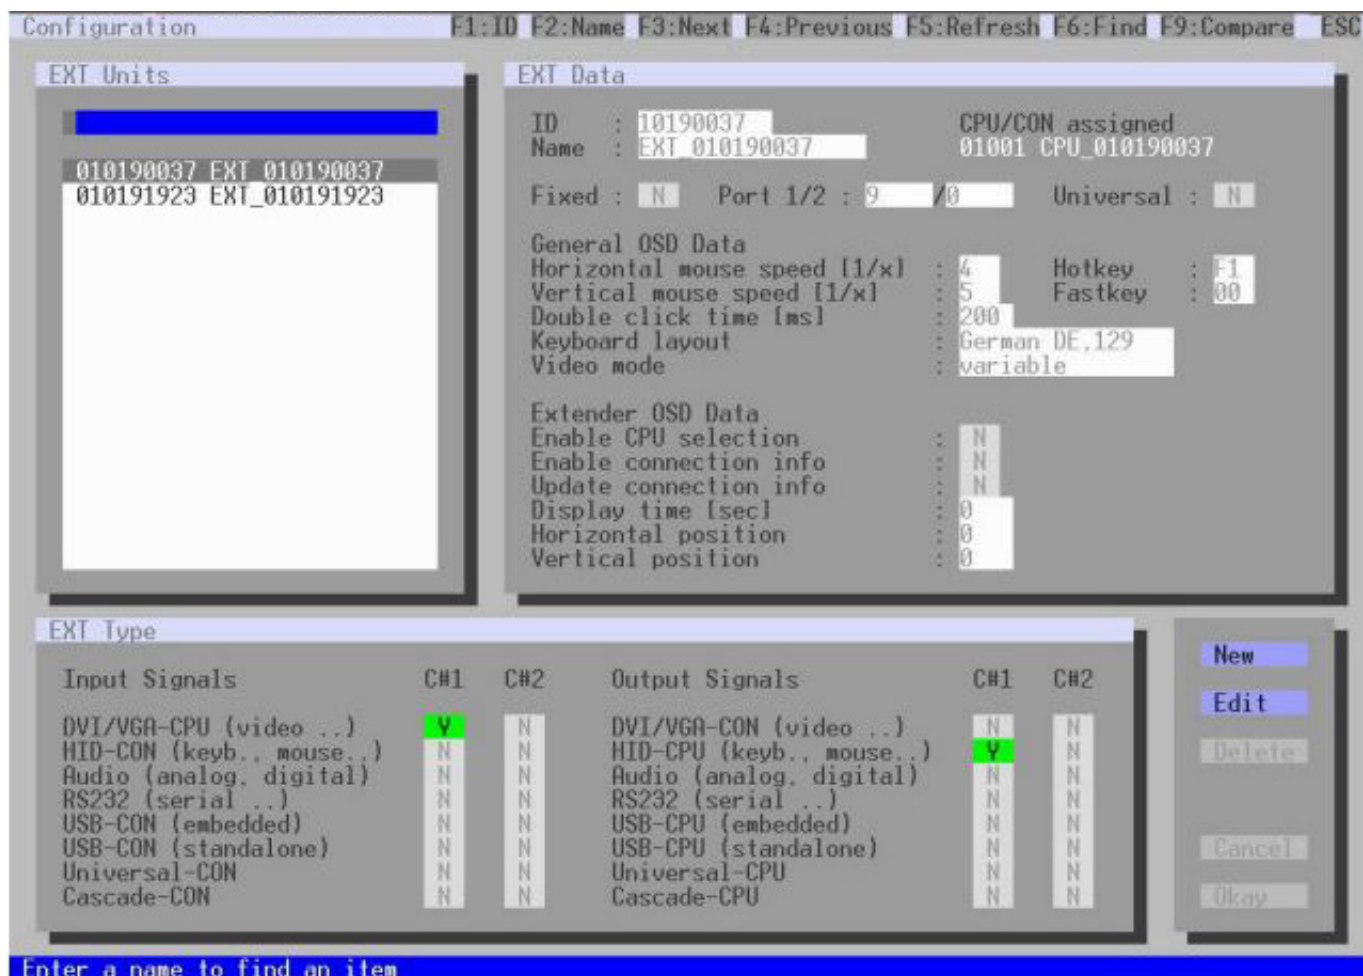 Configuration F1:ID F2:Name F3:Next F4:Previous F5:Refresh F6:Find F9:Compare ESC
EXT Units
010190037 EXT_010190037
010191923 EXT_010191923
EXT Data
ID : 10190037 CPU/CON assigned
Name : EXT_010190037 01001 CPU_010190037
Fixed : N Port 1/2 : 9 /0 Universal : N
General OSD Data
Horizontal mouse speed [1/x] : 4 Hotkey : F1
Vertical mouse speed [1/x] : 5 Fastkey : 00
Double click time [ms] : 200
Keyboard layout : German DE,129
Video mode : variable
Extender OSD Data
Enable CPU selection : N
Enable connection info : N
Update connection info : N
Display time [sec] : 0
Horizontal position : 0
Vertical position : 0
EXT Type
Input Signals C#1 C#2 Output Signals C#1 C#2
DVI/VGA-CPU (video ..) Y N DVI/VGA-CON (video ..) N N
HID-CON (keyb., mouse..) N N HID-CPU (keyb., mouse..) Y N
Audio (analog, digital) N N Audio (analog, digital) N N
RS232 (serial ..) N N RS232 (serial ..) N N
USB-CON (embedded) N N USB-CPU (embedded) N N
USB-CON (standalone) N N USB-CPU (standalone) N N
Universal-CON N N Universal-CPU N N
Cascade-CON N N Cascade-CPU N N
New
Edit
Delete
Cancel
Okay
Enter a name to find an item